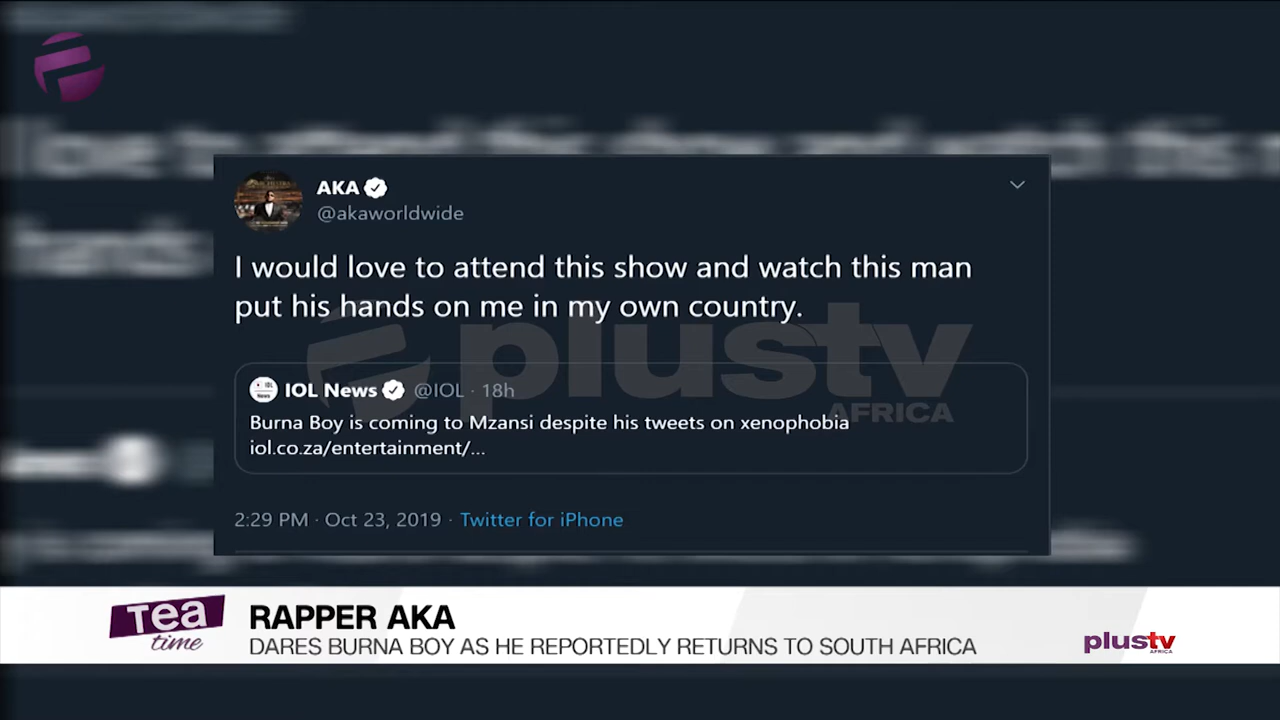 AKA
@akaworldwide
I would love to attend this show and watch this man
put his hands on me in my own country.
plustv
AFRICA
IOL News @IOL · 18h
Burna Boy is coming to Mzansi despite his tweets on xenophobia
iol.co.za/entertainment/...
2:29 PM · Oct 23, 2019 · Twitter for iPhone
Tea
time
RAPPER AKA
DARES BURNA BOY AS HE REPORTEDLY RETURNS TO SOUTH AFRICA
plustv
AFRICA